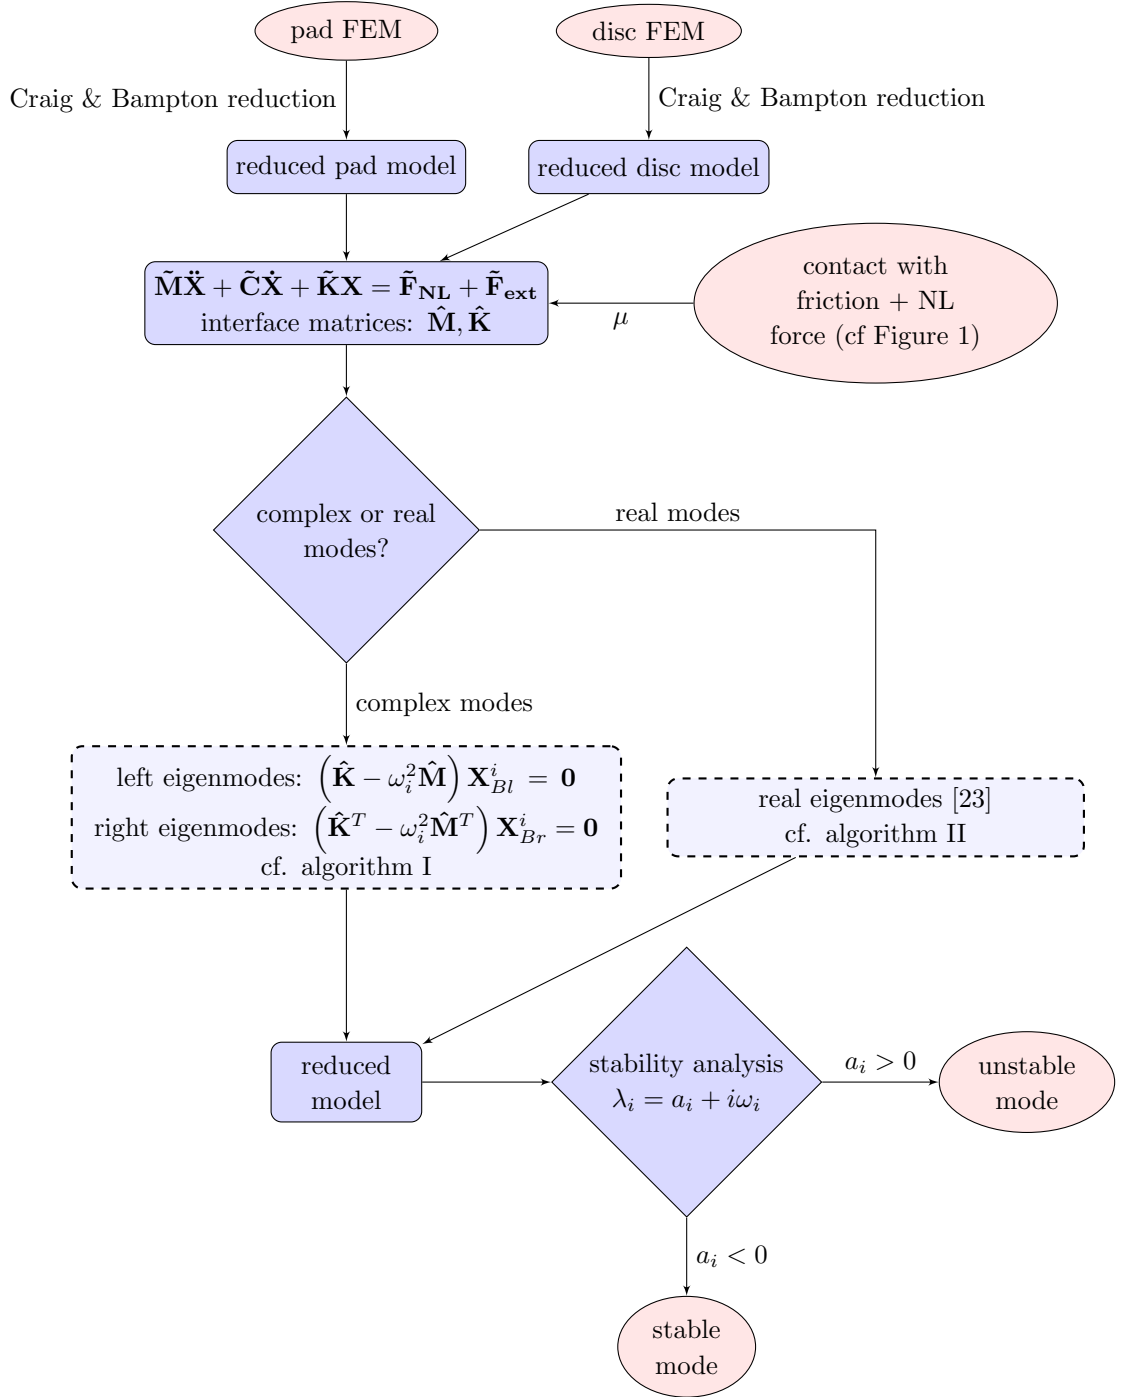 pad FEM
disc FEM
Craig & Bampton reduction
Craig & Bampton reduction
reduced pad model
reduced disc model
M̃Ẍ + C̃Ẋ + K̃X = F̃_NL + F̃_ext
interface matrices: M̂, K̂
μ
contact with
friction + NL
force (cf Figure 1)
complex or real
modes?
real modes
complex modes
left eigenmodes: (K̂ − ω_i^2 M̂) X_{Bl}^i = 0
right eigenmodes: (K̂^T − ω_i^2 M̂^T) X_{Br}^i = 0
cf. algorithm I
real eigenmodes [23]
cf. algorithm II
reduced
model
stability analysis
λ_i = a_i + iω_i
a_i > 0
unstable
mode
a_i < 0
stable
mode